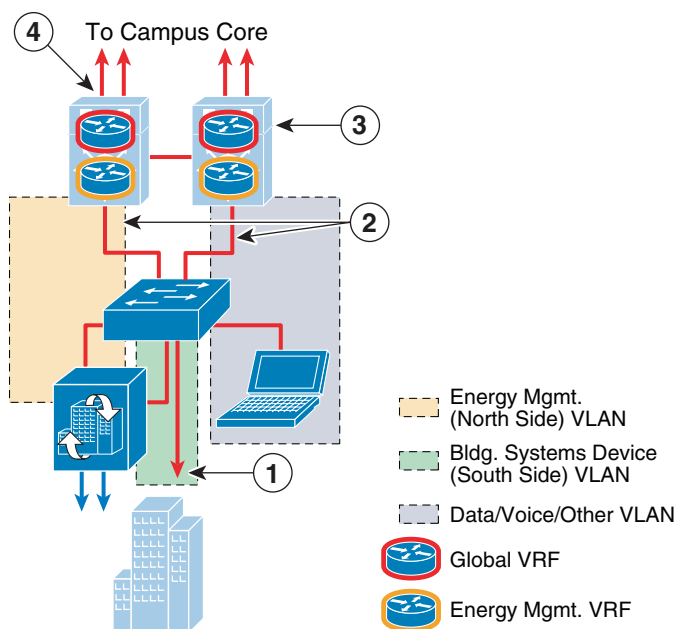 4
To Campus Core
3
2
1
Energy Mgmt.
(North Side) VLAN
Bldg. Systems Device
(South Side) VLAN
Data/Voice/Other VLAN
Global VRF
Energy Mgmt. VRF